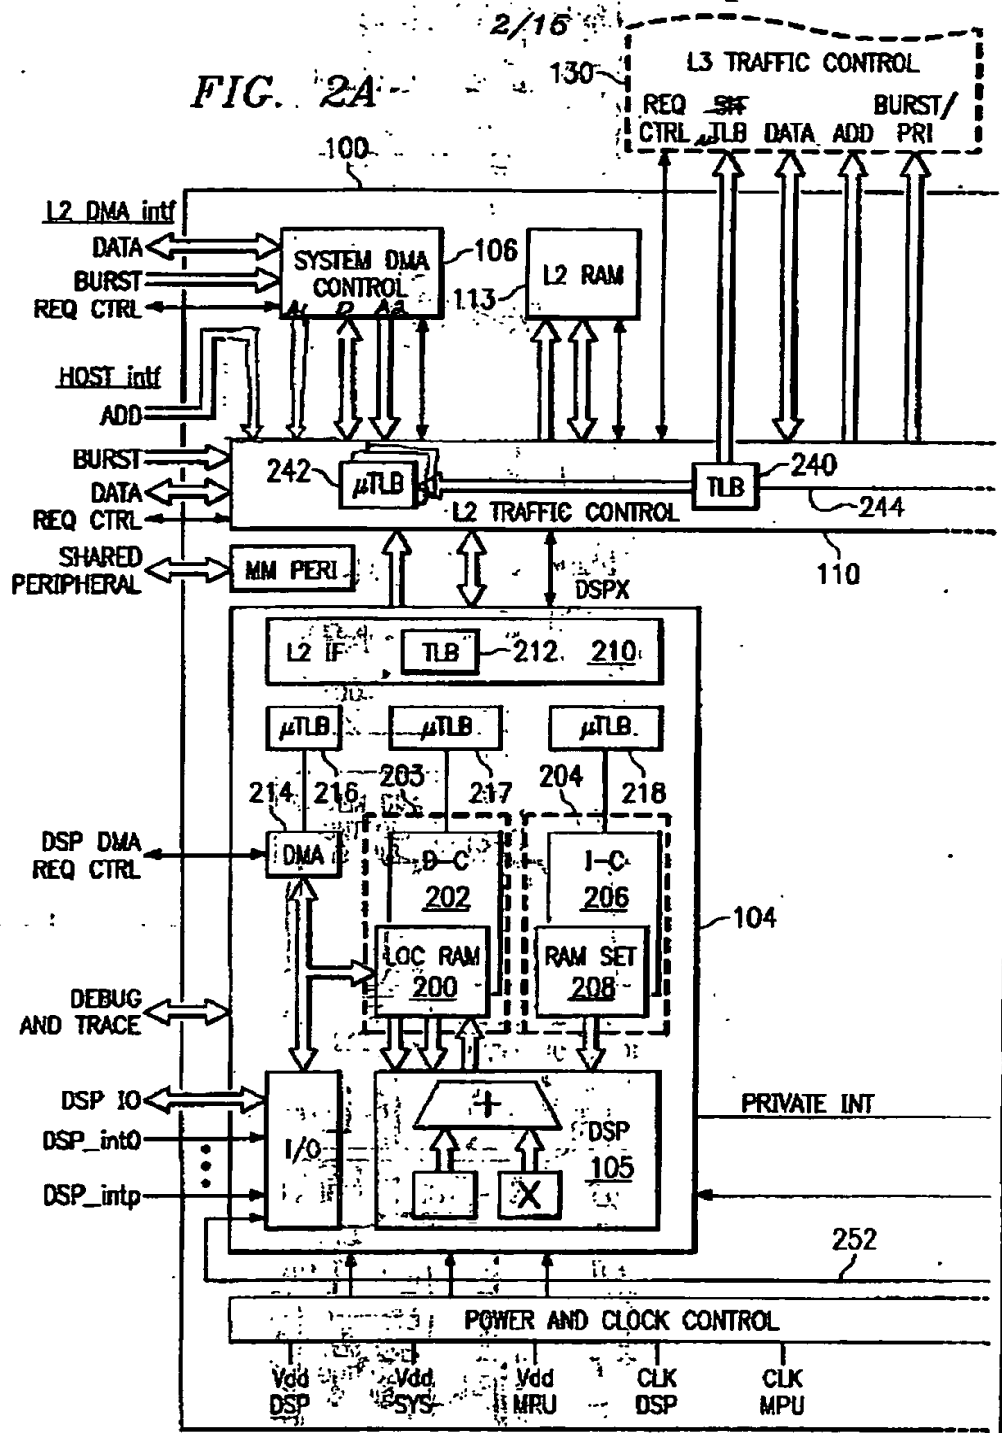 2/15
FIG. 2A
130
L3 TRAFFIC CONTROL
REQ CTRL
µTLB
DATA
ADD
BURST/ PRI
100
L2 DMA intf
DATA
BURST
REQ CTRL
SYSTEM DMA CONTROL
A1 D A2
106
L2 RAM
113
HOST intf
ADD
BURST
DATA
REQ CTRL
242
µTLB
TLB
240
244
L2 TRAFFIC CONTROL
110
SHARED PERIPHERAL
MM PERI
DSPX
L2 IF
TLB
212
210
µTLB
µTLB
µTLB
214
216
203
217
204
218
DSP DMA REQ CTRL
DMA
D-C
202
I-C
206
104
LOC RAM
200
RAM SET
208
DEBUG AND TRACE
DSP IO
DSP_int0
DSP_intp
I/O
+
X
DSP
105
PRIVATE INT
252
POWER AND CLOCK CONTROL
Vdd DSP
Vdd SYS
Vdd MPU
CLK DSP
CLK MPU